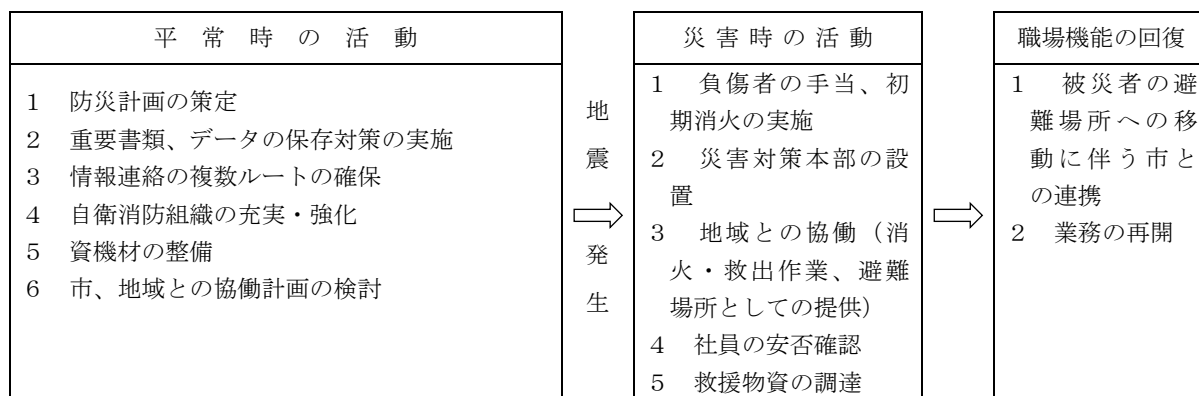 平常時の活動
1 防災計画の策定
2 重要書類、データの保存対策の実施
3 情報連絡の複数ルートの確保
4 自衛消防組織の充実・強化
5 資機材の整備
6 市、地域との協働計画の検討
地
震
発
生
災害時の活動
1 負傷者の手当、初
期消火の実施
2 災害対策本部の設
置
3 地域との協働（消
火・救出作業、避難
場所としての提供）
4 社員の安否確認
5 救援物資の調達
職場機能の回復
1 被災者の避
難場所への移
動に伴う市と
の連携
2 業務の再開